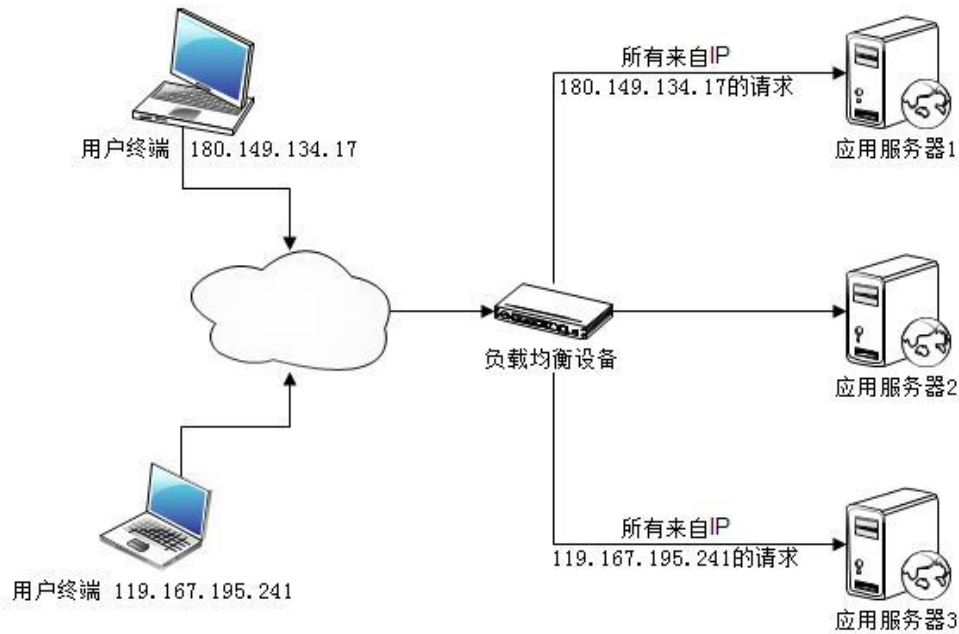 所有来自IP
180.149.134.17的请求
应用服务器1
用户终端 180.149.134.17
负载均衡设备
应用服务器2
所有来自IP
119.167.195.241的请求
用户终端 119.167.195.241
应用服务器3